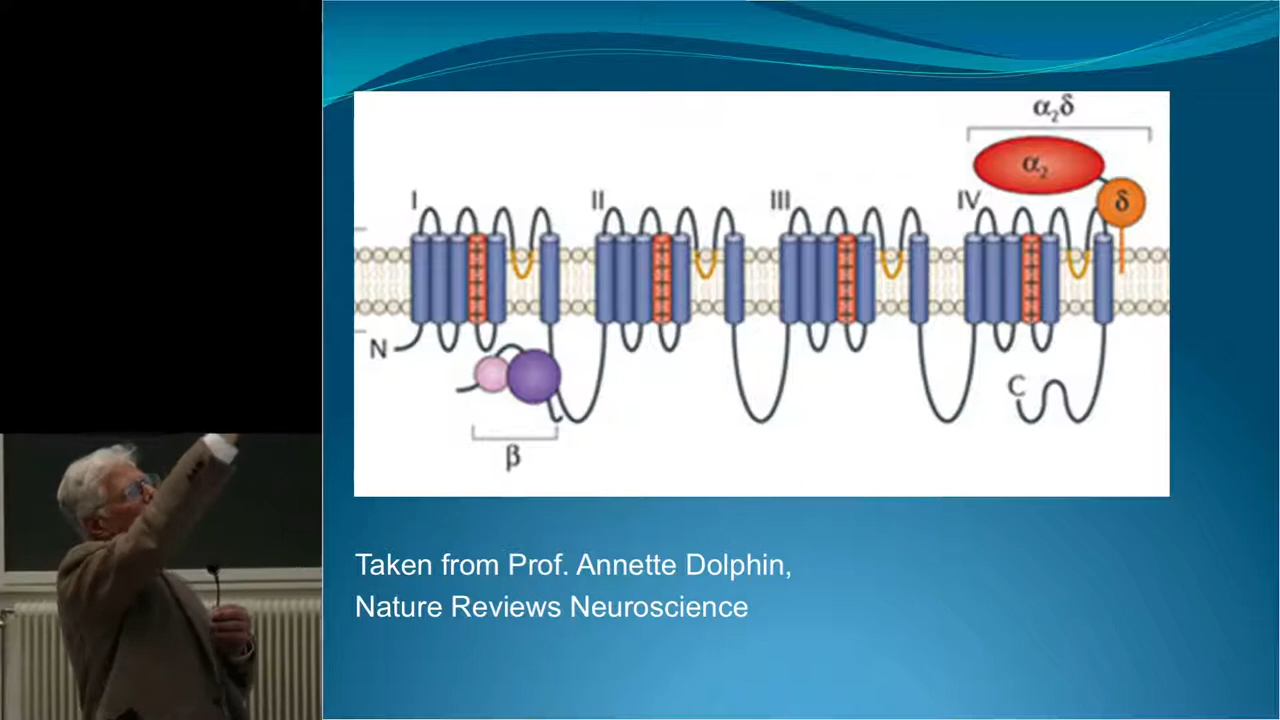 α₂δ
α₂
I
II
III
IV
δ
N
C
β
Taken from Prof. Annette Dolphin,
Nature Reviews Neuroscience